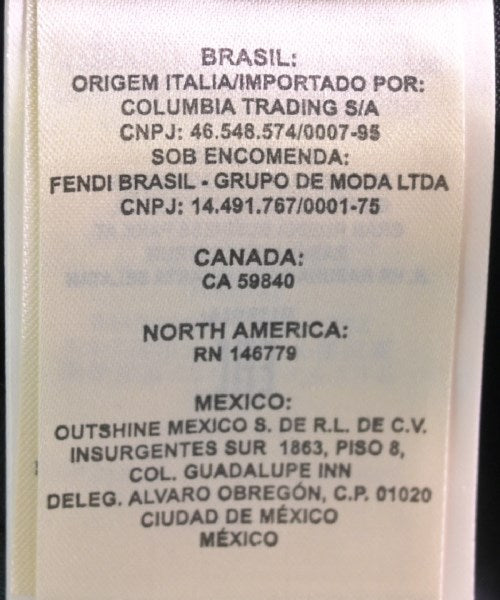 BRASIL:
ORIGEM ITALIA/IMPORTADO POR:
COLUMBIA TRADING S/A
CNPJ: 46.548.574/0007-95
SOB ENCOMENDA:
FENDI BRASIL - GRUPO DE MODA LTDA
CNPJ: 14.491.767/0001-75
CANADA:
CA 59840
NORTH AMERICA:
RN 146779
MEXICO:
OUTSHINE MEXICO S. DE R.L. DE C.V.
INSURGENTES SUR 1863, PISO 8,
COL. GUADALUPE INN
DELEG. ALVARO OBREGÓN, C.P. 01020
CIUDAD DE MÉXICO
MÉXICO